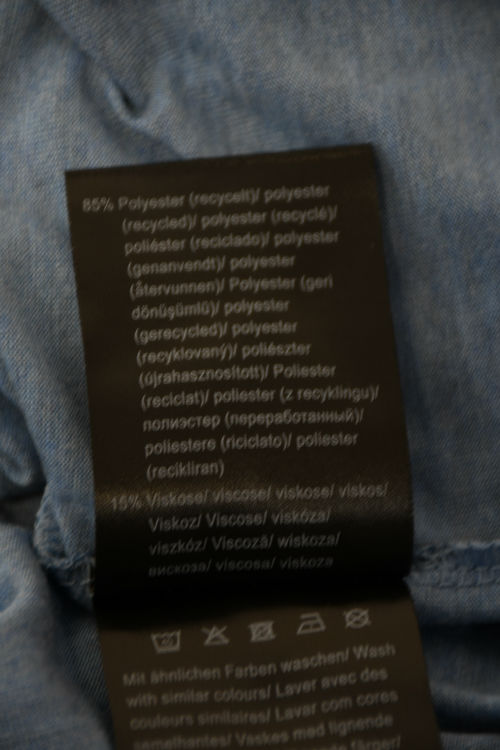 85% Polyester (recycelt)/ polyester
(recycled)/ polyester (recyclé)/
poliéster (reciclado)/ polyester
(genanvendt)/ polyester
(återvunnen)/ Polyester (geri
dönüşümlü)/ polyester
(gerecycled)/ polyester
(recyklovaný)/ poliészter
(újrahasznosított)/ Poliester
(reciclat)/ poliester (z recyklingu)/
полиэстер (переработанный)/
poliestere (riciclato)/ poliester
(recikliran)
15% Viskose/ viscose/ viskose/ viskos/
Viskoz/ Viscose/ viskóza/
viszkóz/ Viscoză/ wiskoza/
вискоза/ viscosa/ viskoza
Mit ähnlichen Farben waschen/ Wash
with similar colours/ Laver avec des
couleurs similaires/ Lavar com cores
semelhantes/ Vaskes med lignende